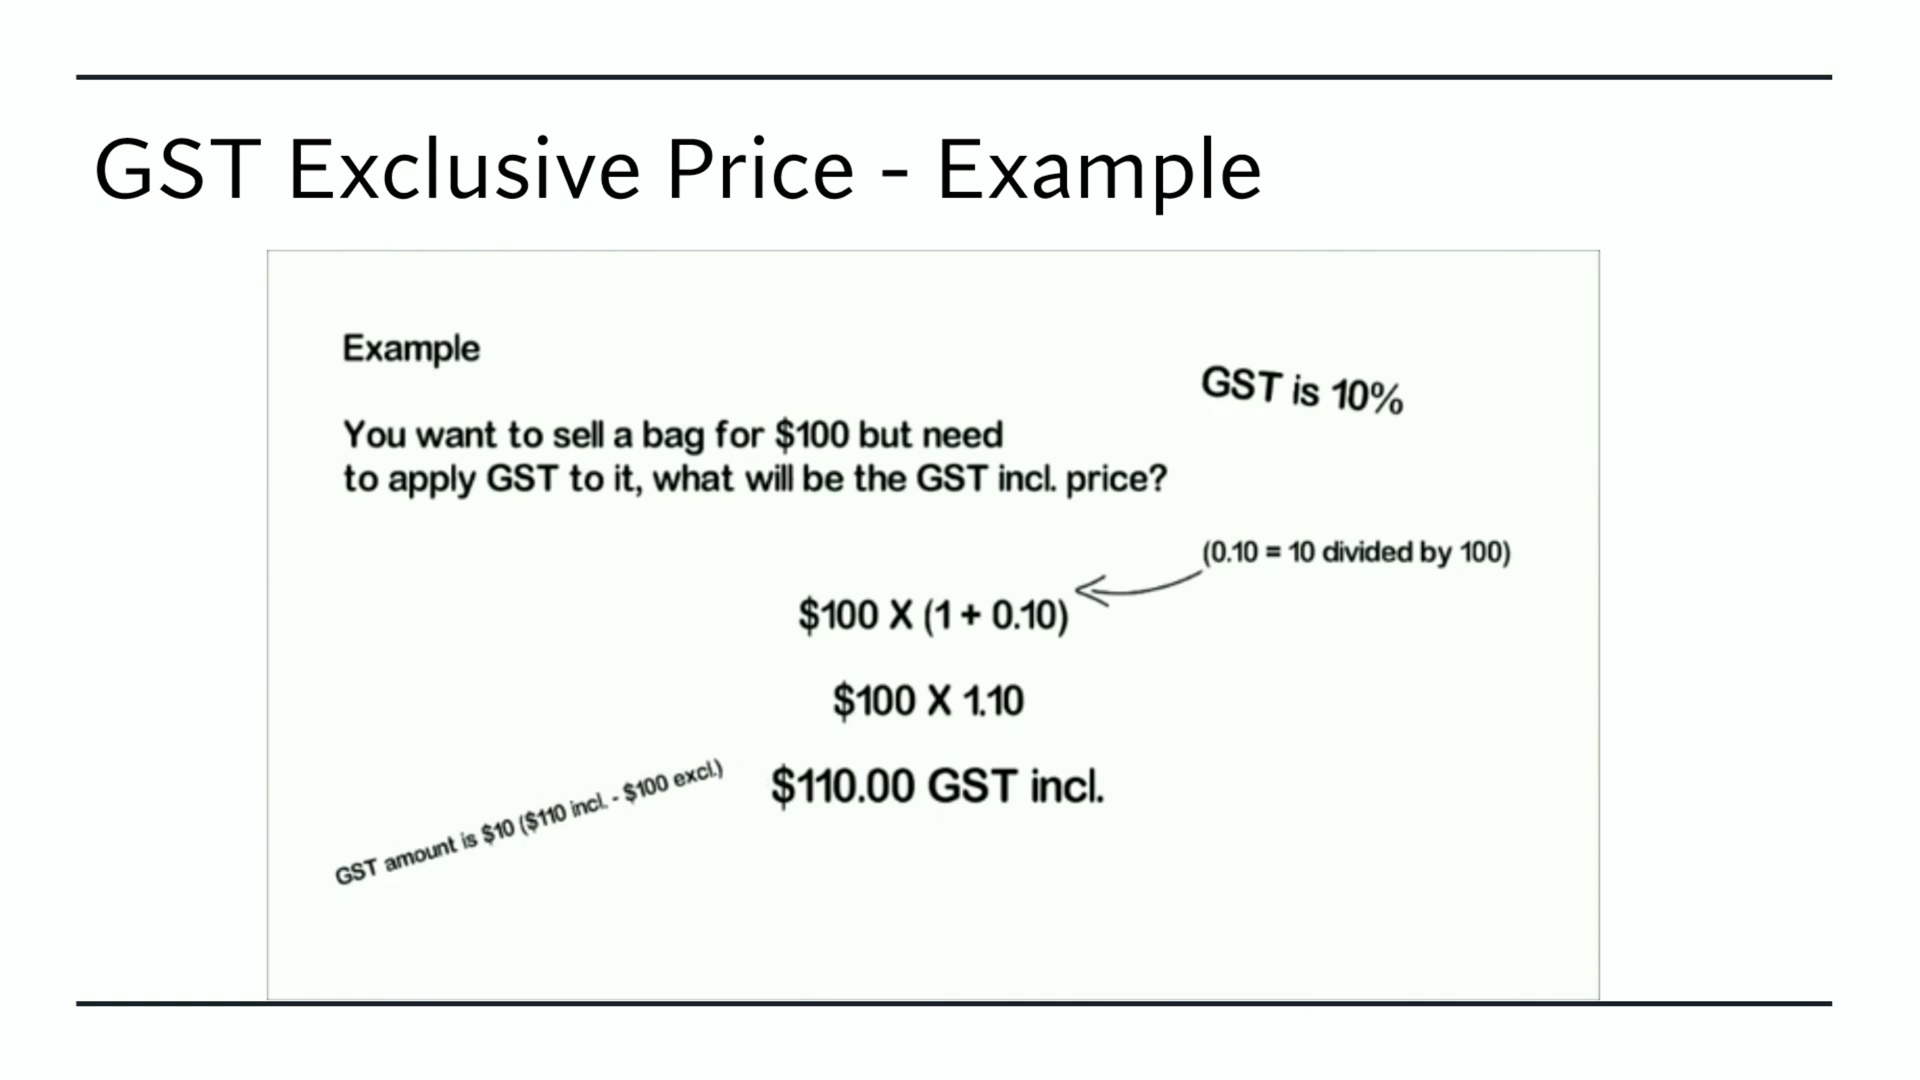 GST Exclusive Price - Example
Example
GST is 10%
You want to sell a bag for $100 but need
to apply GST to it, what will be the GST incl. price?
(0.10 = 10 divided by 100)
$100 X (1 + 0.10)
$100 X 1.10
$110.00 GST incl.
GST amount is $10 ($110 incl. - $100 excl.)